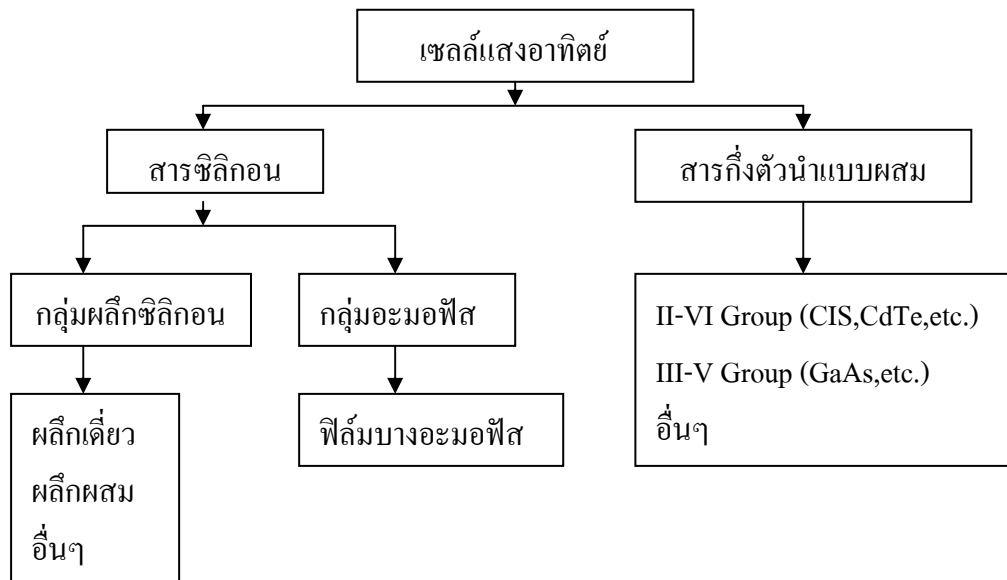 เซลล์แสงอาทิตย์
สารซิลิกอน
สารกึ่งตัวนำแบบผสม
กลุ่มผลึกซิลิกอน
กลุ่มอะมอฟัส
II-VI Group (CIS,CdTe,etc.)
III-V Group (GaAs,etc.)
อื่นๆ
ผลึกเดี่ยว
ผลึกผสม
อื่นๆ
ฟิล์มบางอะมอฟัส